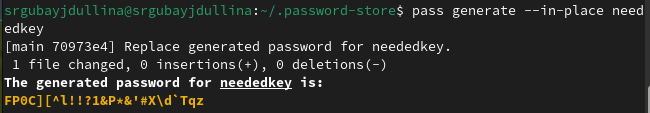 srgubayjdullina@srgubayjdullina:~/.password-store$ pass generate --in-place need
edkey
[main 70973e4] Replace generated password for neededkey.
 1 file changed, 0 insertions(+), 0 deletions(-)
The generated password for neededkey is:
FP0C][^l!!?1&P*&'#X\d`Tqz